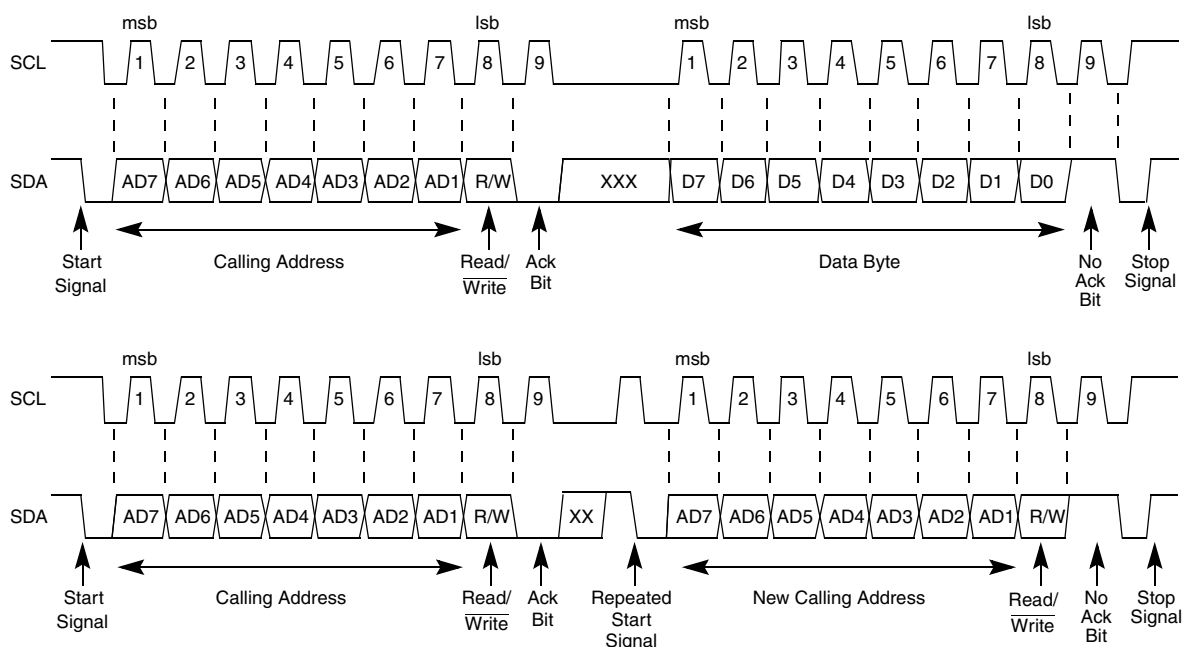 msb lsb msb lsb
SCL 1 2 3 4 5 6 7 8 9 1 2 3 4 5 6 7 8 9
SDA AD7 AD6 AD5 AD4 AD3 AD2 AD1 R/W XXX D7 D6 D5 D4 D3 D2 D1 D0
Start Signal
Calling Address
Read/ Write
Ack Bit
Data Byte
No Ack Bit
Stop Signal
msb lsb msb lsb
SCL 1 2 3 4 5 6 7 8 9 1 2 3 4 5 6 7 8 9
SDA AD7 AD6 AD5 AD4 AD3 AD2 AD1 R/W XX AD7 AD6 AD5 AD4 AD3 AD2 AD1 R/W
Start Signal
Calling Address
Read/ Write
Ack Bit
Repeated Start Signal
New Calling Address
Read/ Write
No Ack Bit
Stop Signal